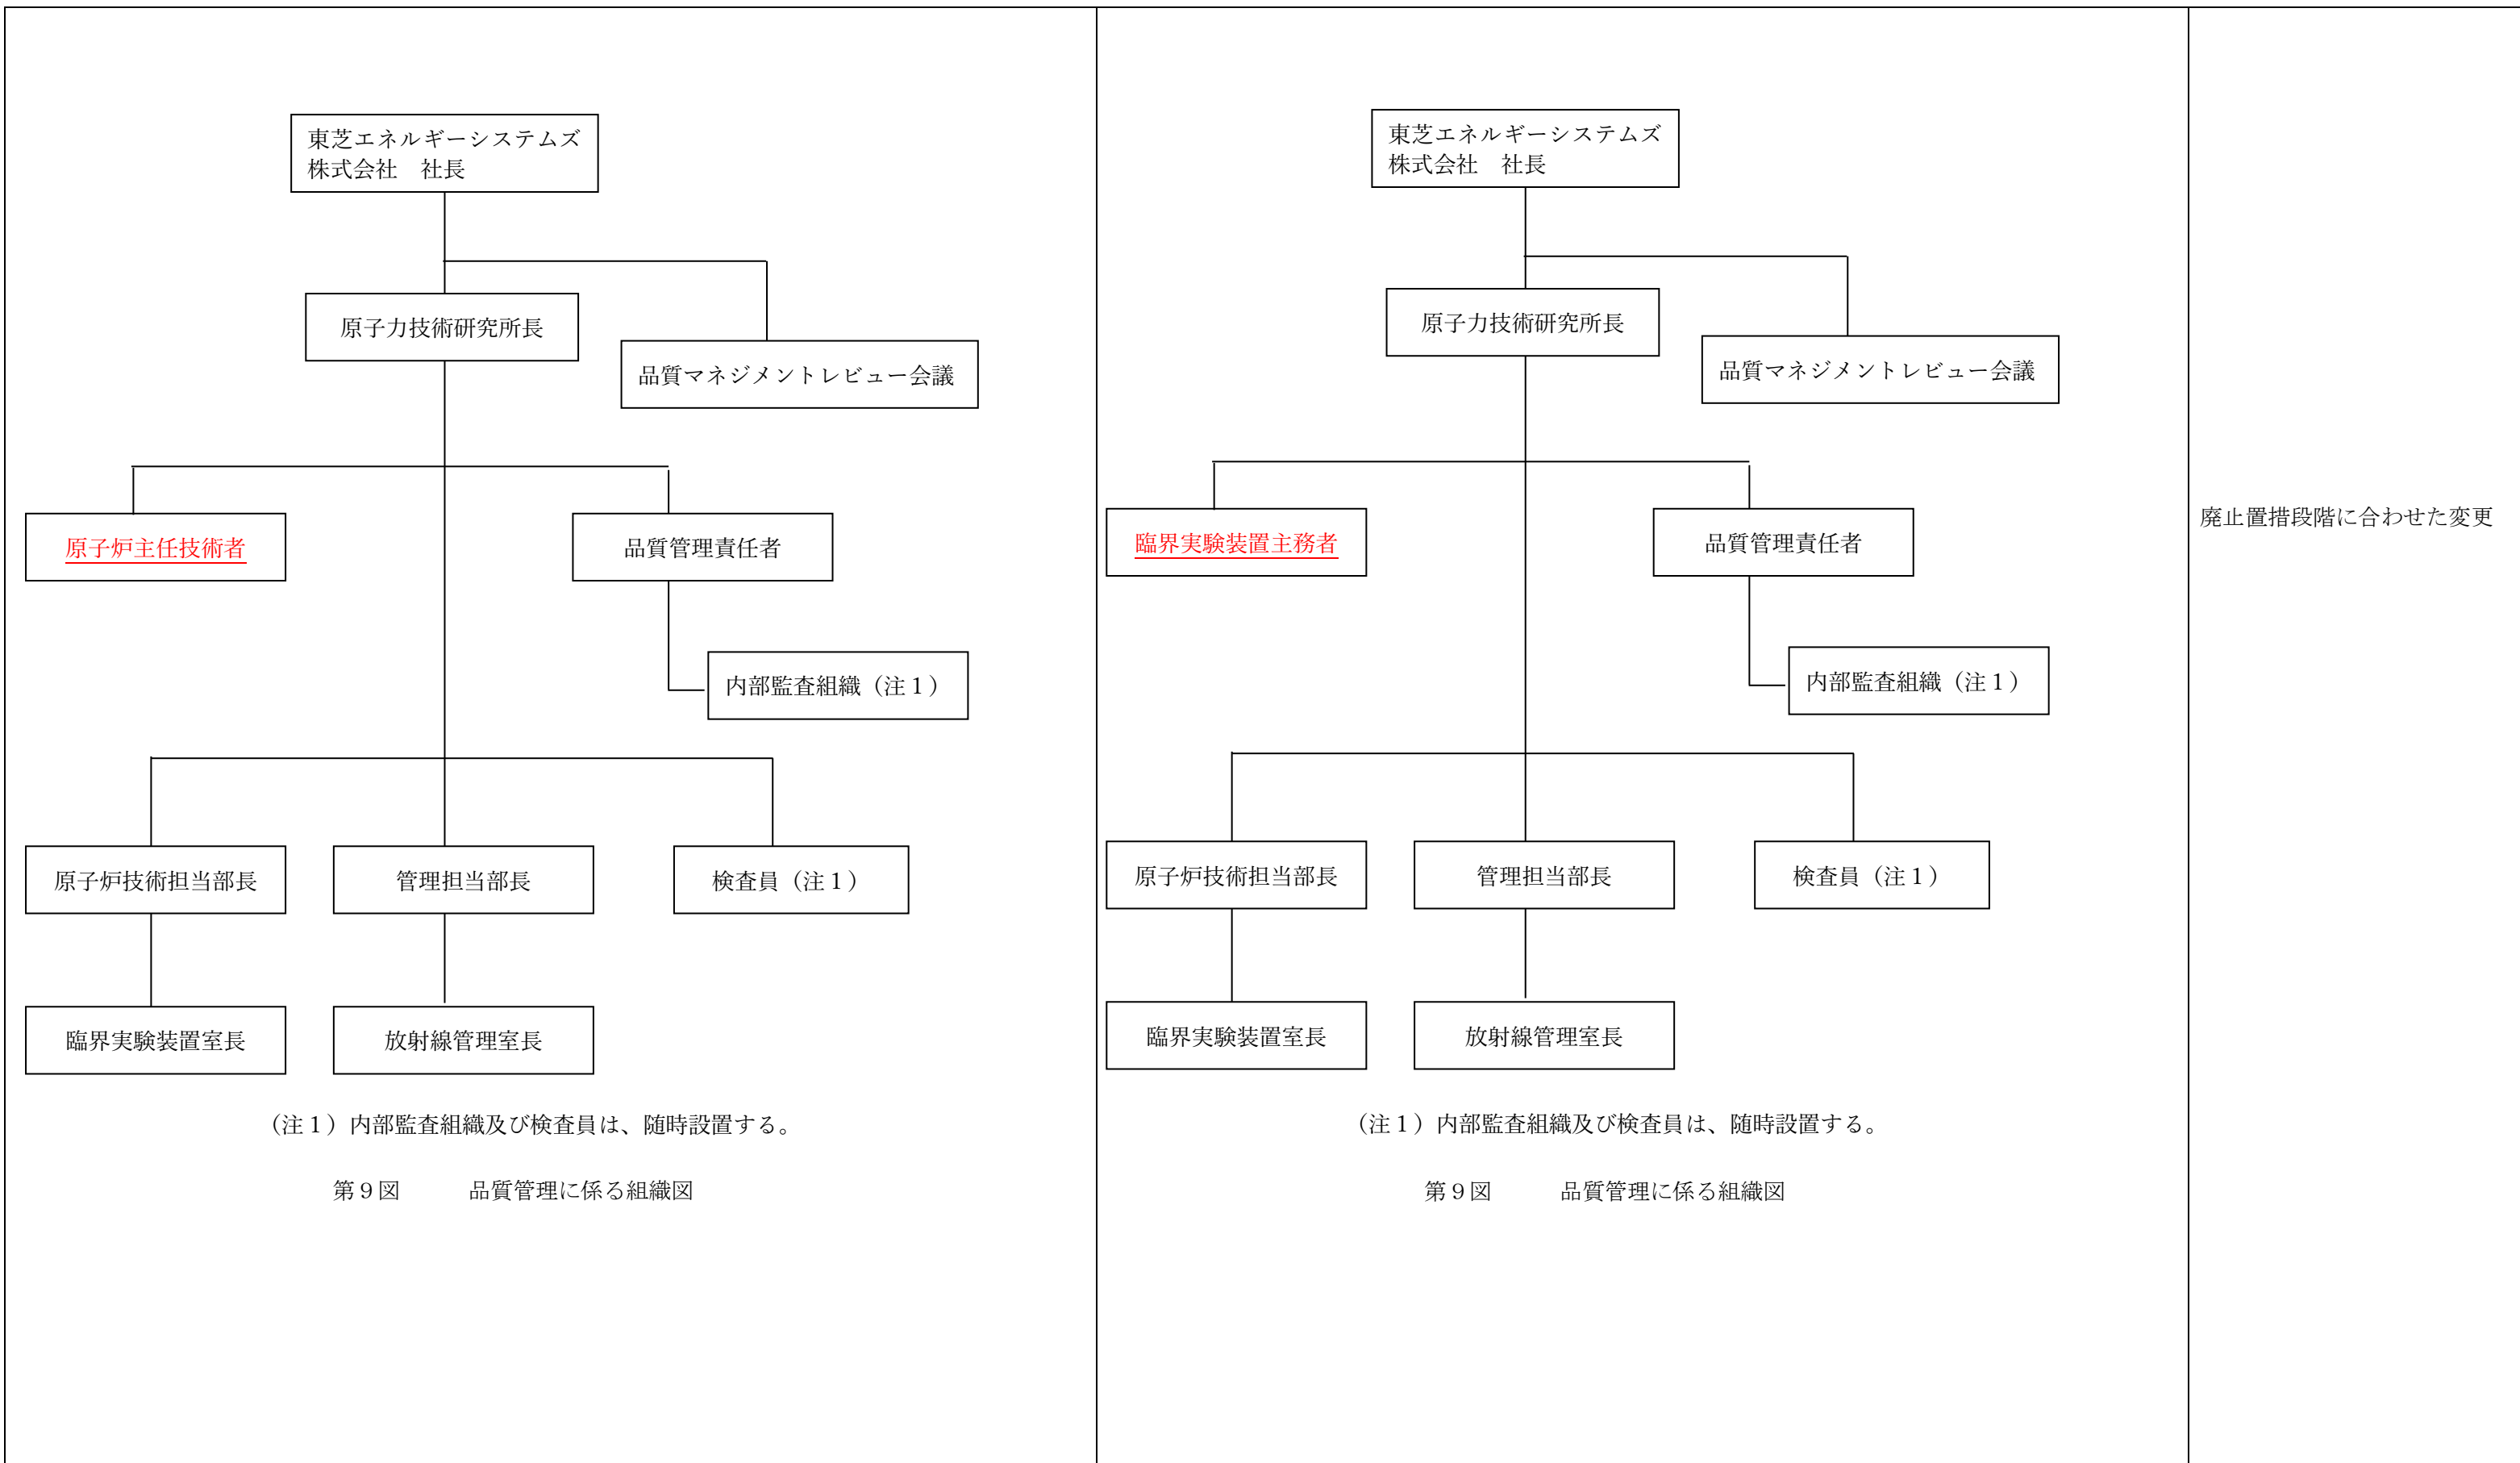 東芝エネルギーシステムズ
株式会社　社長
原子力技術研究所長
品質マネジメントレビュー会議
原子炉主任技術者
品質管理責任者
内部監査組織（注１）
原子炉技術担当部長
管理担当部長
検査員（注１）
臨界実験装置室長
放射線管理室長
（注１）内部監査組織及び検査員は、随時設置する。
第９図　　　品質管理に係る組織図
東芝エネルギーシステムズ
株式会社　社長
原子力技術研究所長
品質マネジメントレビュー会議
臨界実験装置主務者
品質管理責任者
内部監査組織（注１）
原子炉技術担当部長
管理担当部長
検査員（注１）
臨界実験装置室長
放射線管理室長
（注１）内部監査組織及び検査員は、随時設置する。
第９図　　　品質管理に係る組織図
廃止置措段階に合わせた変更